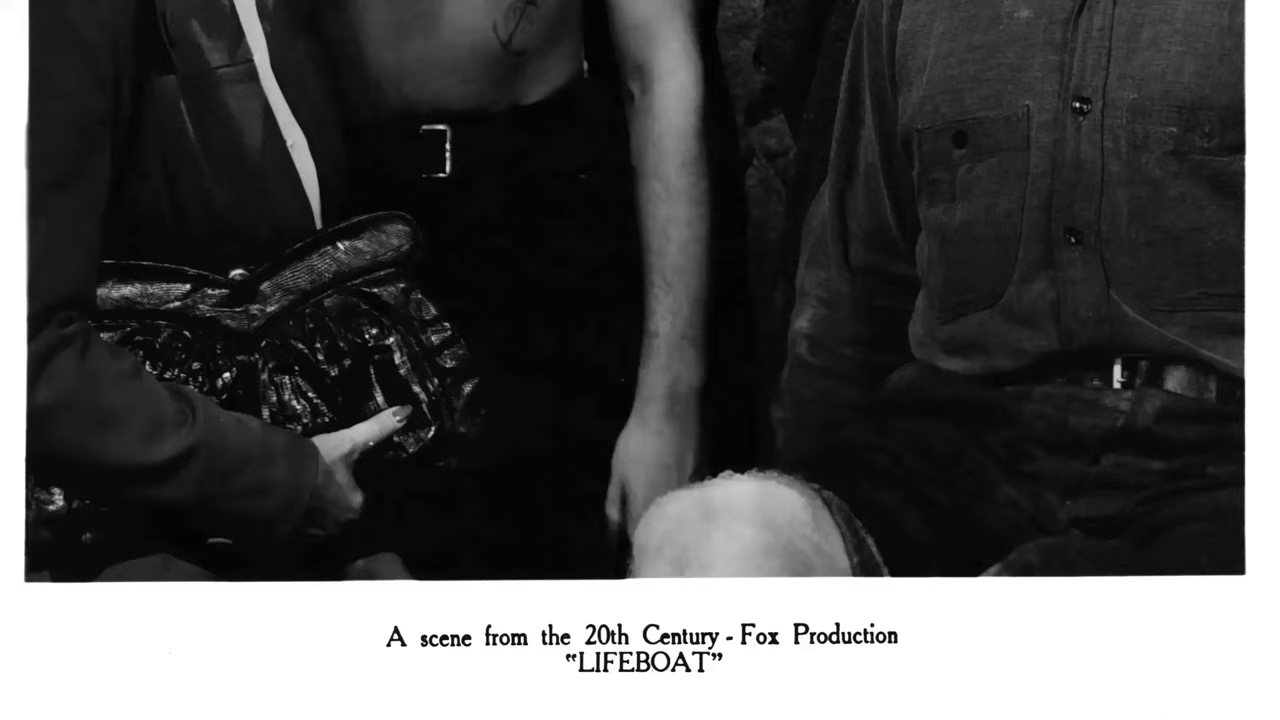 A scene from the 20th Century - Fox Production
"LIFEBOAT"